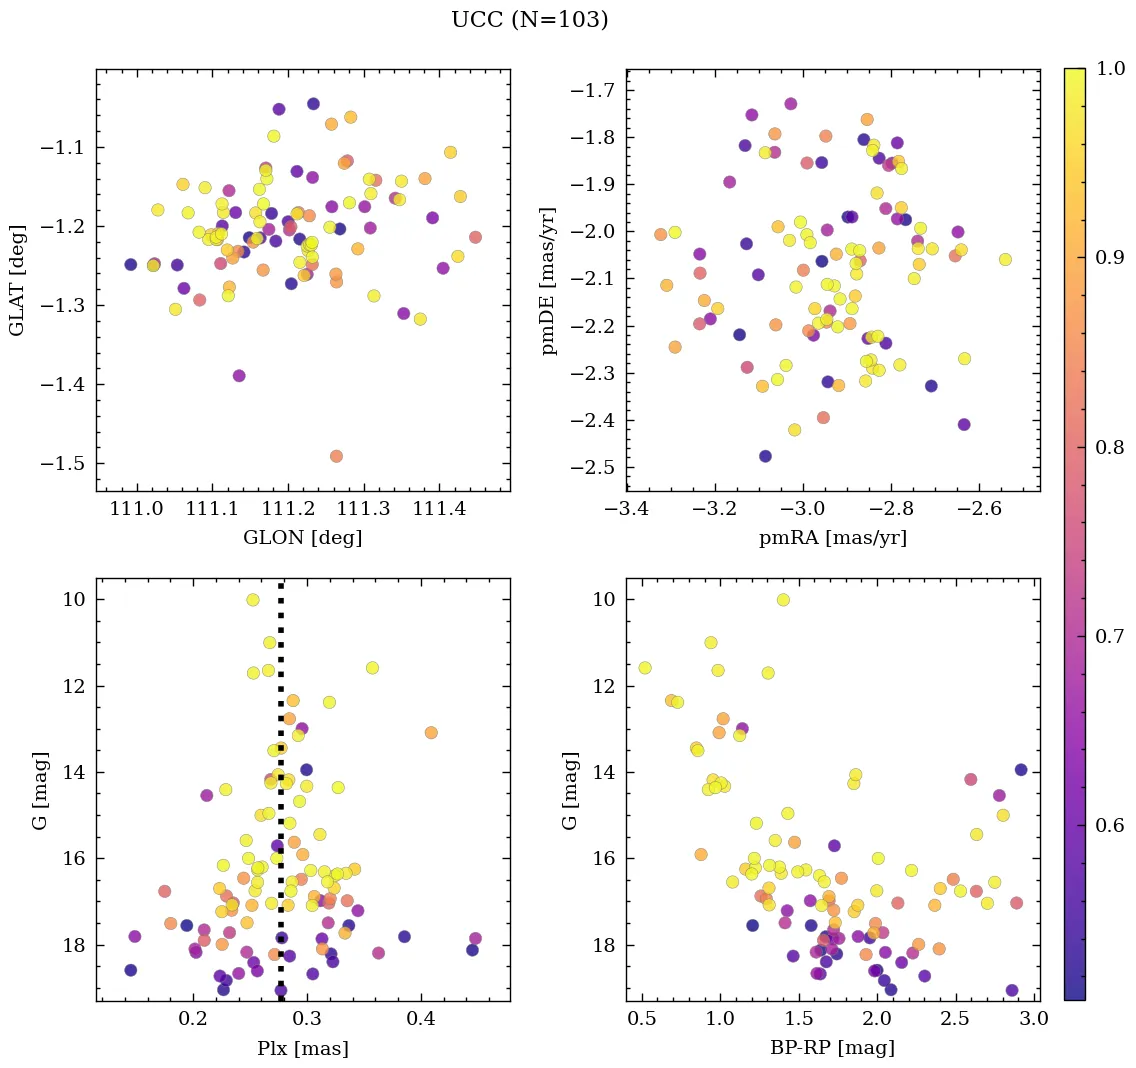 UCC (N=103)
−1.1
−1.2
−1.3
−1.4
−1.5
GLAT [deg]
111.0 111.1 111.2 111.3 111.4
GLON [deg]
−1.7
−1.8
−1.9
−2.0
−2.1
−2.2
−2.3
−2.4
−2.5
pmDE [mas/yr]
−3.4 −3.2 −3.0 −2.8 −2.6
pmRA [mas/yr]
10
12
14
16
18
G [mag]
0.2 0.3 0.4
Plx [mas]
10
12
14
16
18
G [mag]
0.5 1.0 1.5 2.0 2.5 3.0
BP-RP [mag]
1.0
0.9
0.8
0.7
0.6